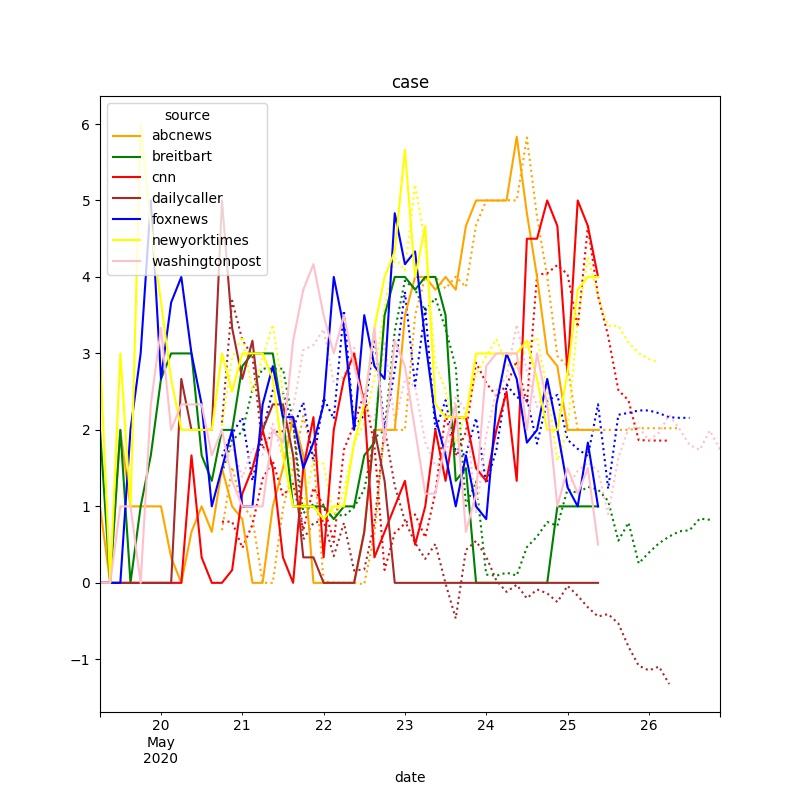 case
source
abcnews
breitbart
cnn
dailycaller
foxnews
newyorktimes
washingtonpost
6
5
4
3
2
1
0
−1
20 21 22 23 24 25 26
May
2020
date